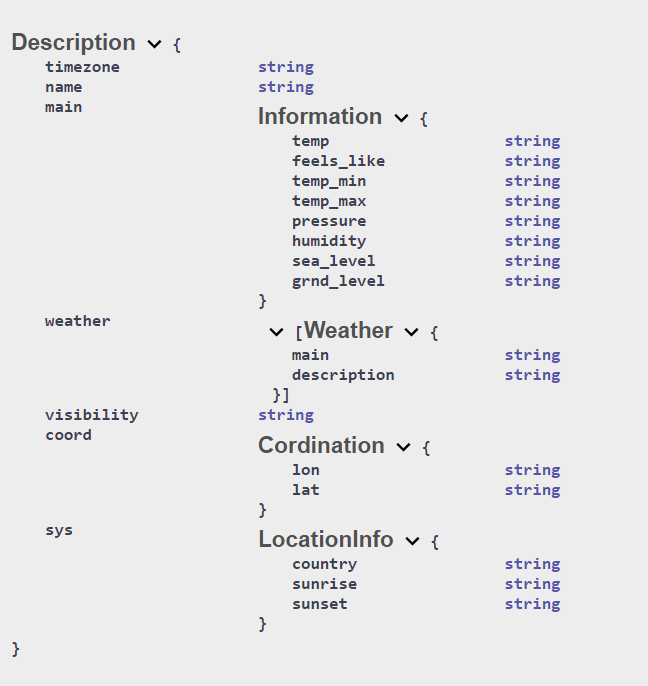 Description {
timezone string
name string
main Information {
temp string
feels_like string
temp_min string
temp_max string
pressure string
humidity string
sea_level string
grnd_level string
}
weather [Weather {
main string
description string
}]
visibility string
coord Cordination {
lon string
lat string
}
sys LocationInfo {
country string
sunrise string
sunset string
}
}